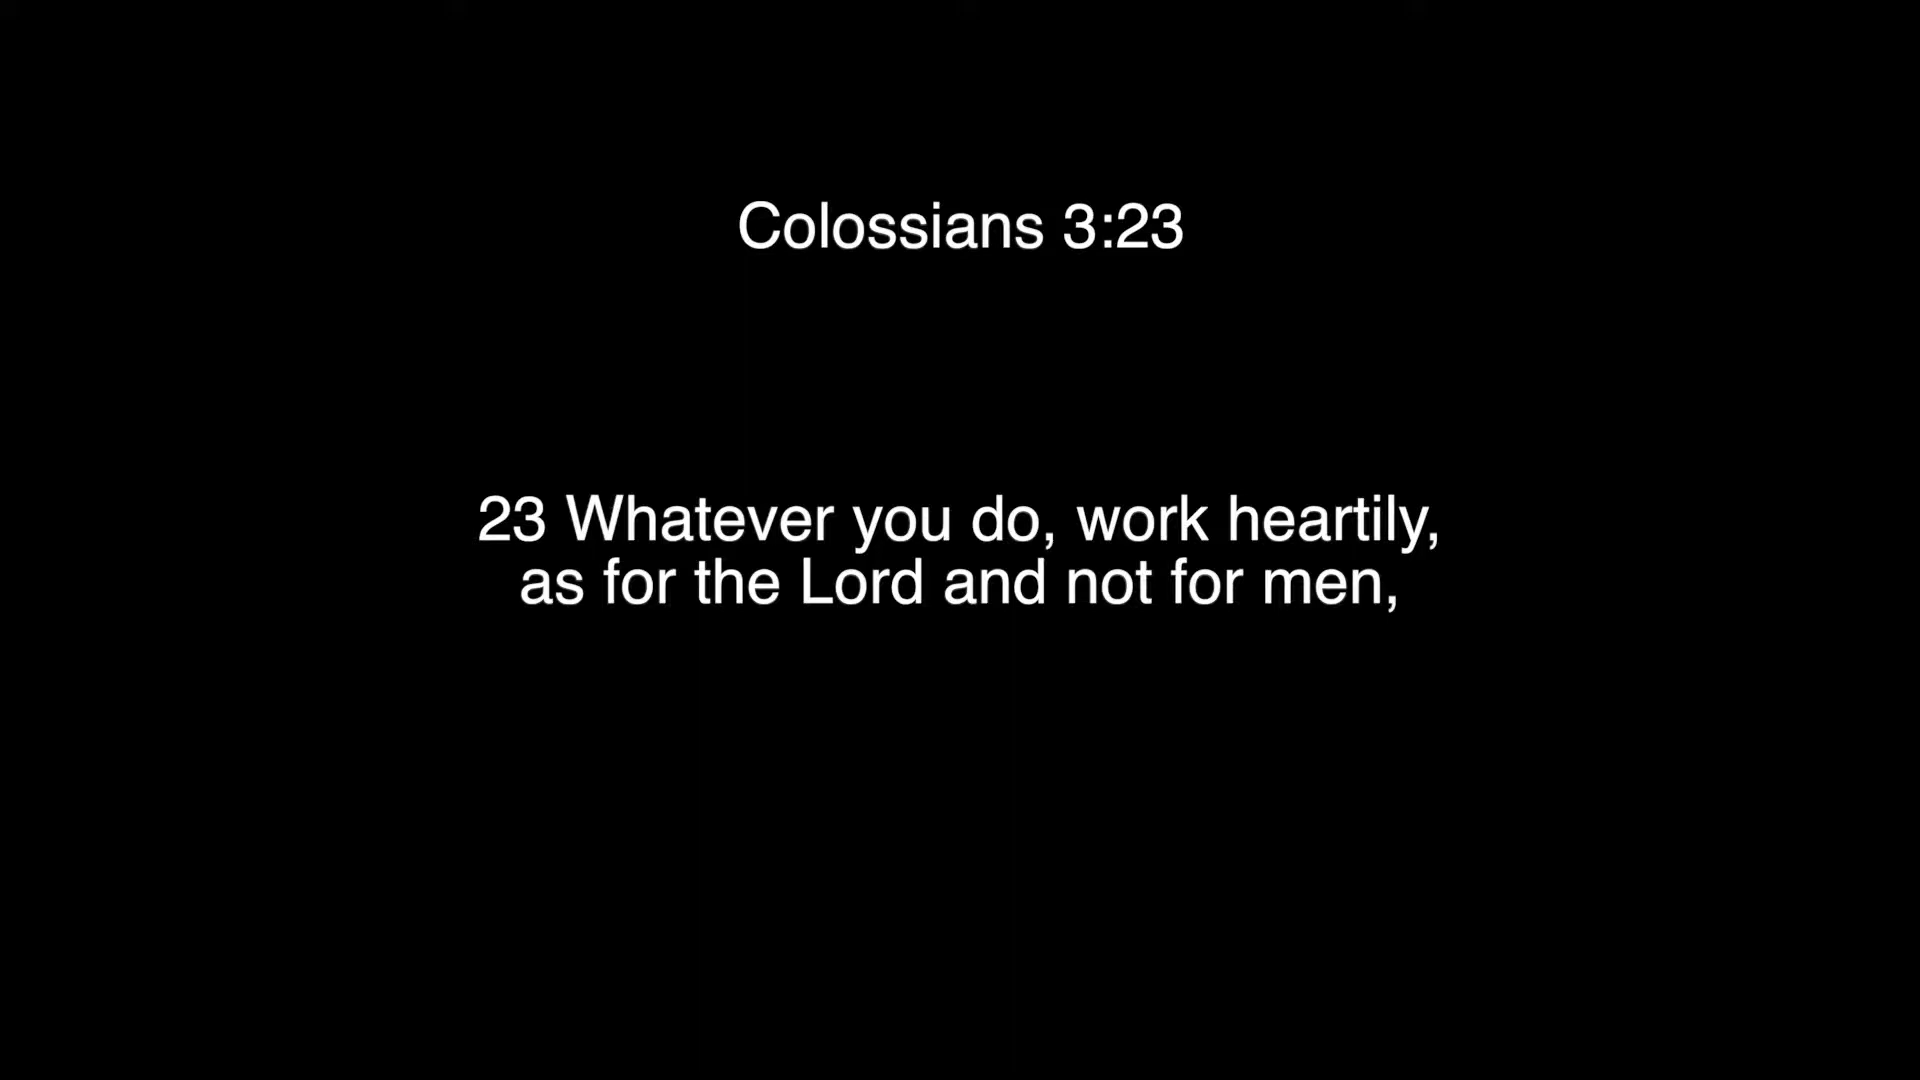 Colossians 3:23
23 Whatever you do, work heartily,
as for the Lord and not for men,